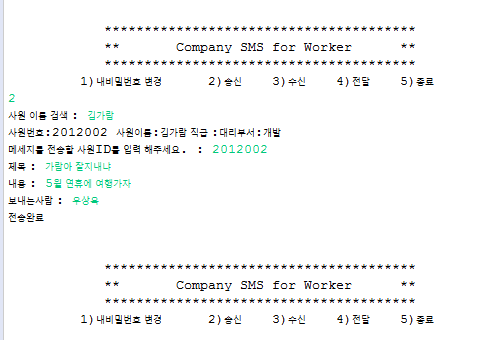 ****************************************
** Company SMS for Worker **
****************************************
1)내비밀번호 변경 2)송신 3)수신 4)전달 5)종료
2
사원 이름 검색 : 김가람
사원번호:2012002 사원이름:김가람 직급 :대리부서:개발
메세지를 전송할 사원ID를 입력 해주세요. : 2012002
제목 : 가람아 잘지내냐
내용 : 5월 연휴에 여행가자
보내는사람 : 우상욱
전송완료
****************************************
** Company SMS for Worker **
****************************************
1)내비밀번호 변경 2)송신 3)수신 4)전달 5)종료